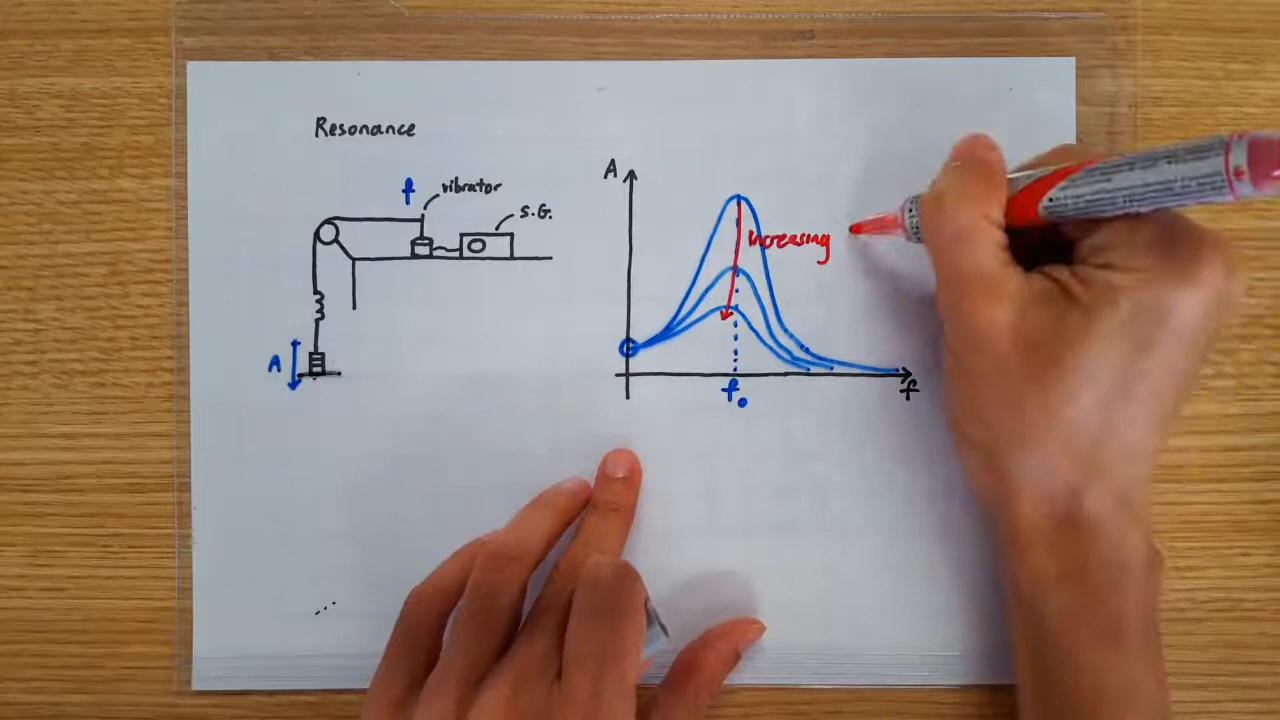 Resonance
f
vibrator
S.G.
A
A
increasing
f₀
f